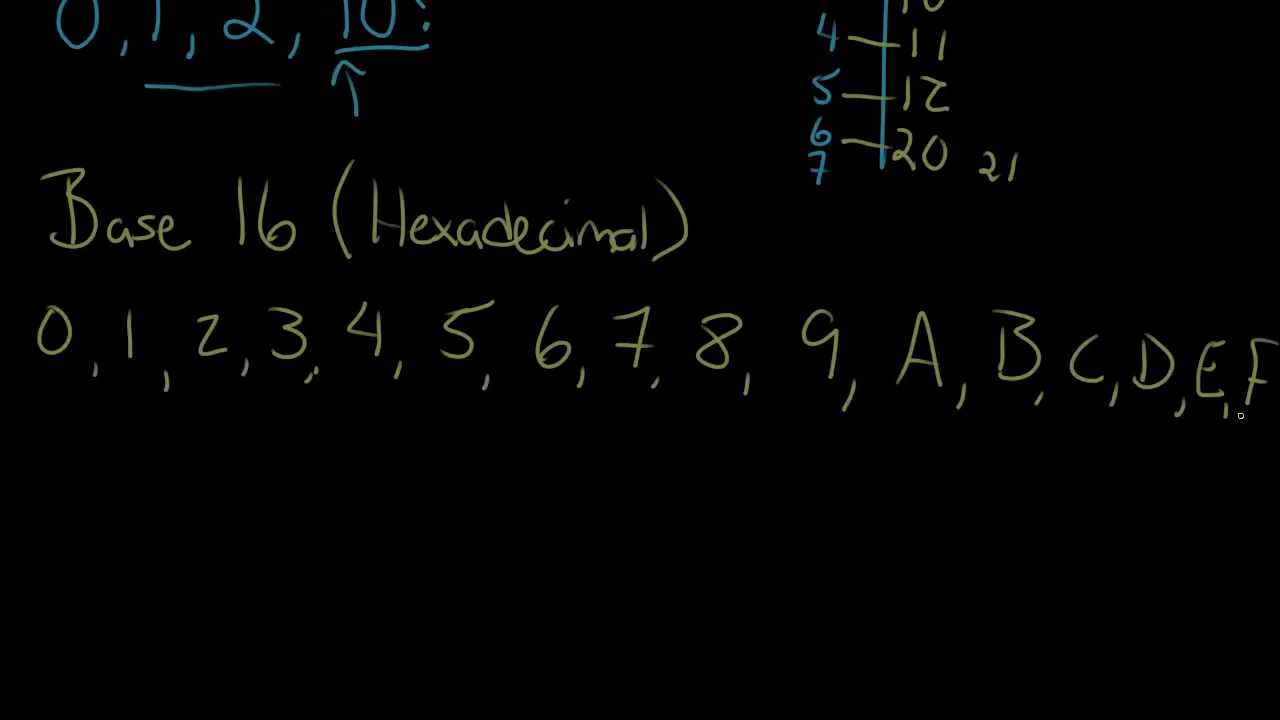 0, 1, 2, 10
10
4 — 11
5 — 12
6 — 20 21
7
Base 16 (Hexadecimal)
0, 1, 2, 3, 4, 5, 6, 7, 8, 9, A, B, C, D, E, F